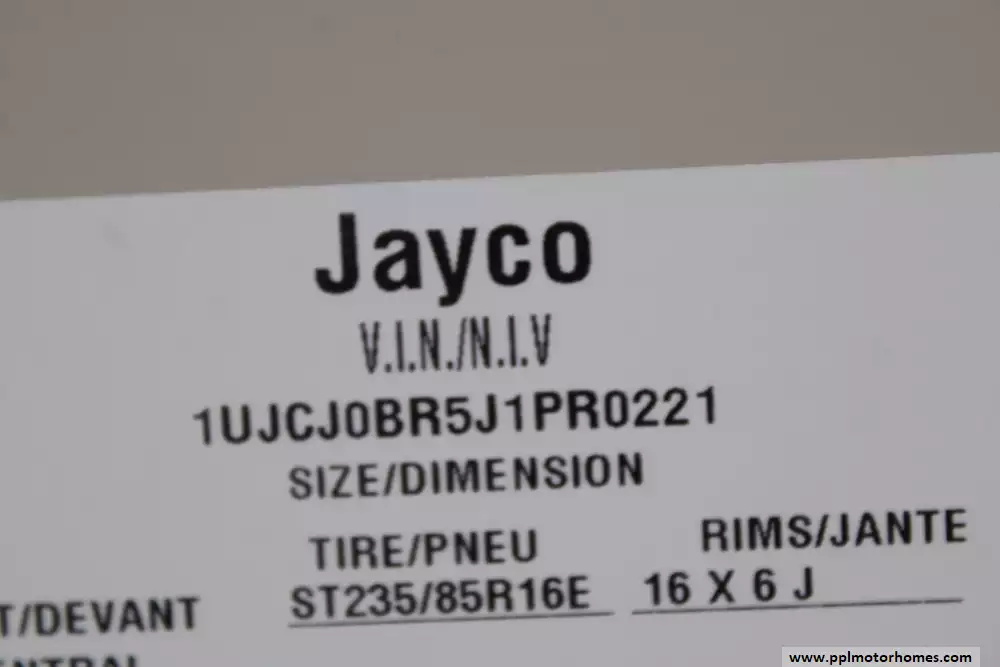 Jayco
V.I.N./N.I.V
1UJCJ0BR5J1PR0221
SIZE/DIMENSION
TIRE/PNEU RIMS/JANTE
T/DEVANT ST235/85R16E 16 X 6 J
www.pplmotorhomes.com